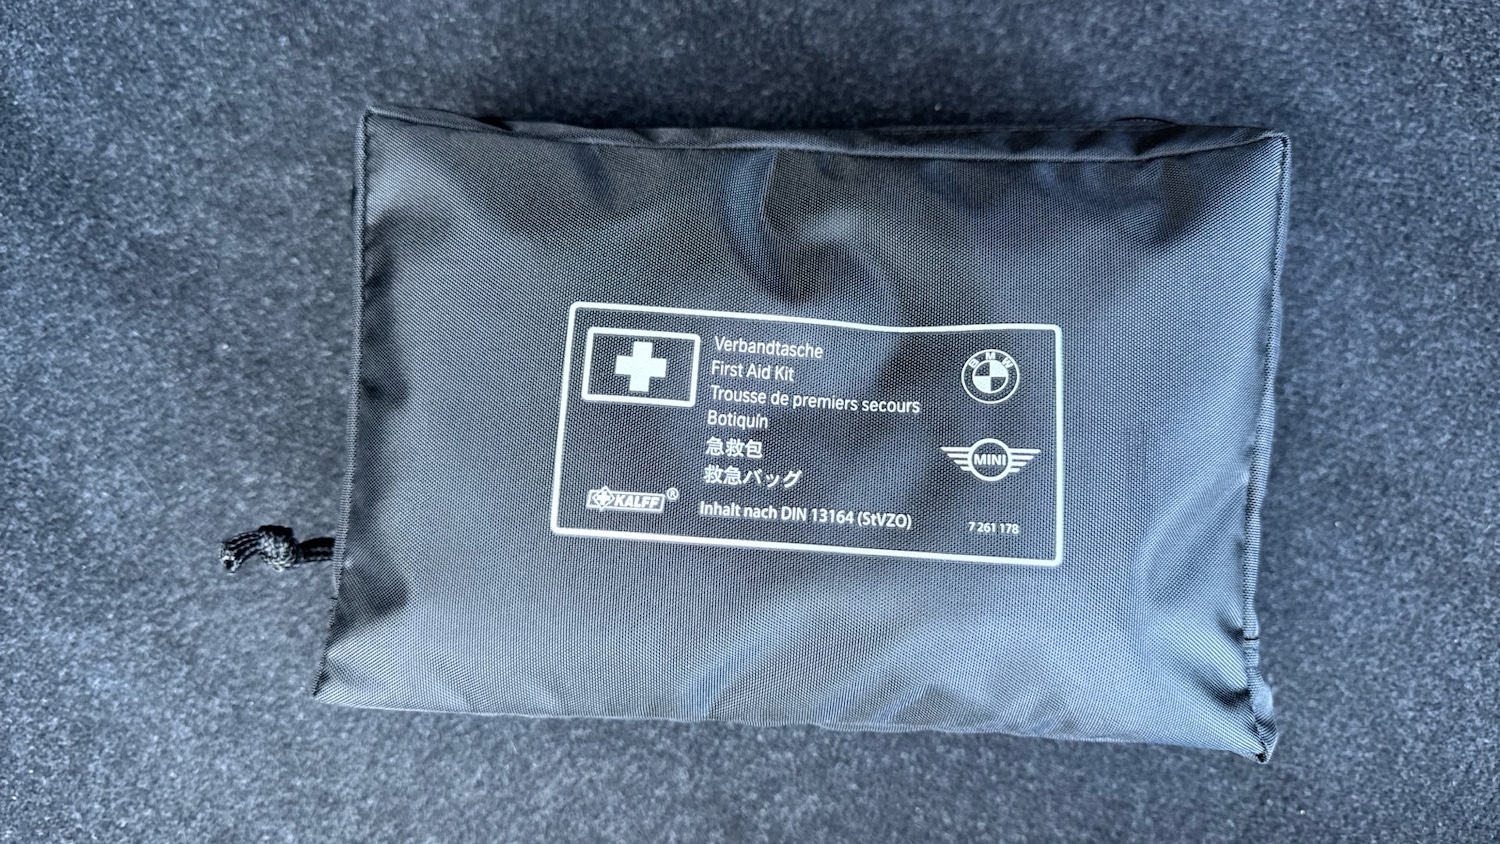 Verbandtasche
First Aid Kit
Trousse de premiers secours
Botiquín
急救包
救急バッグ
KALFF®
Inhalt nach DIN 13164 (StVZO)
BMW
MINI
7 261 178